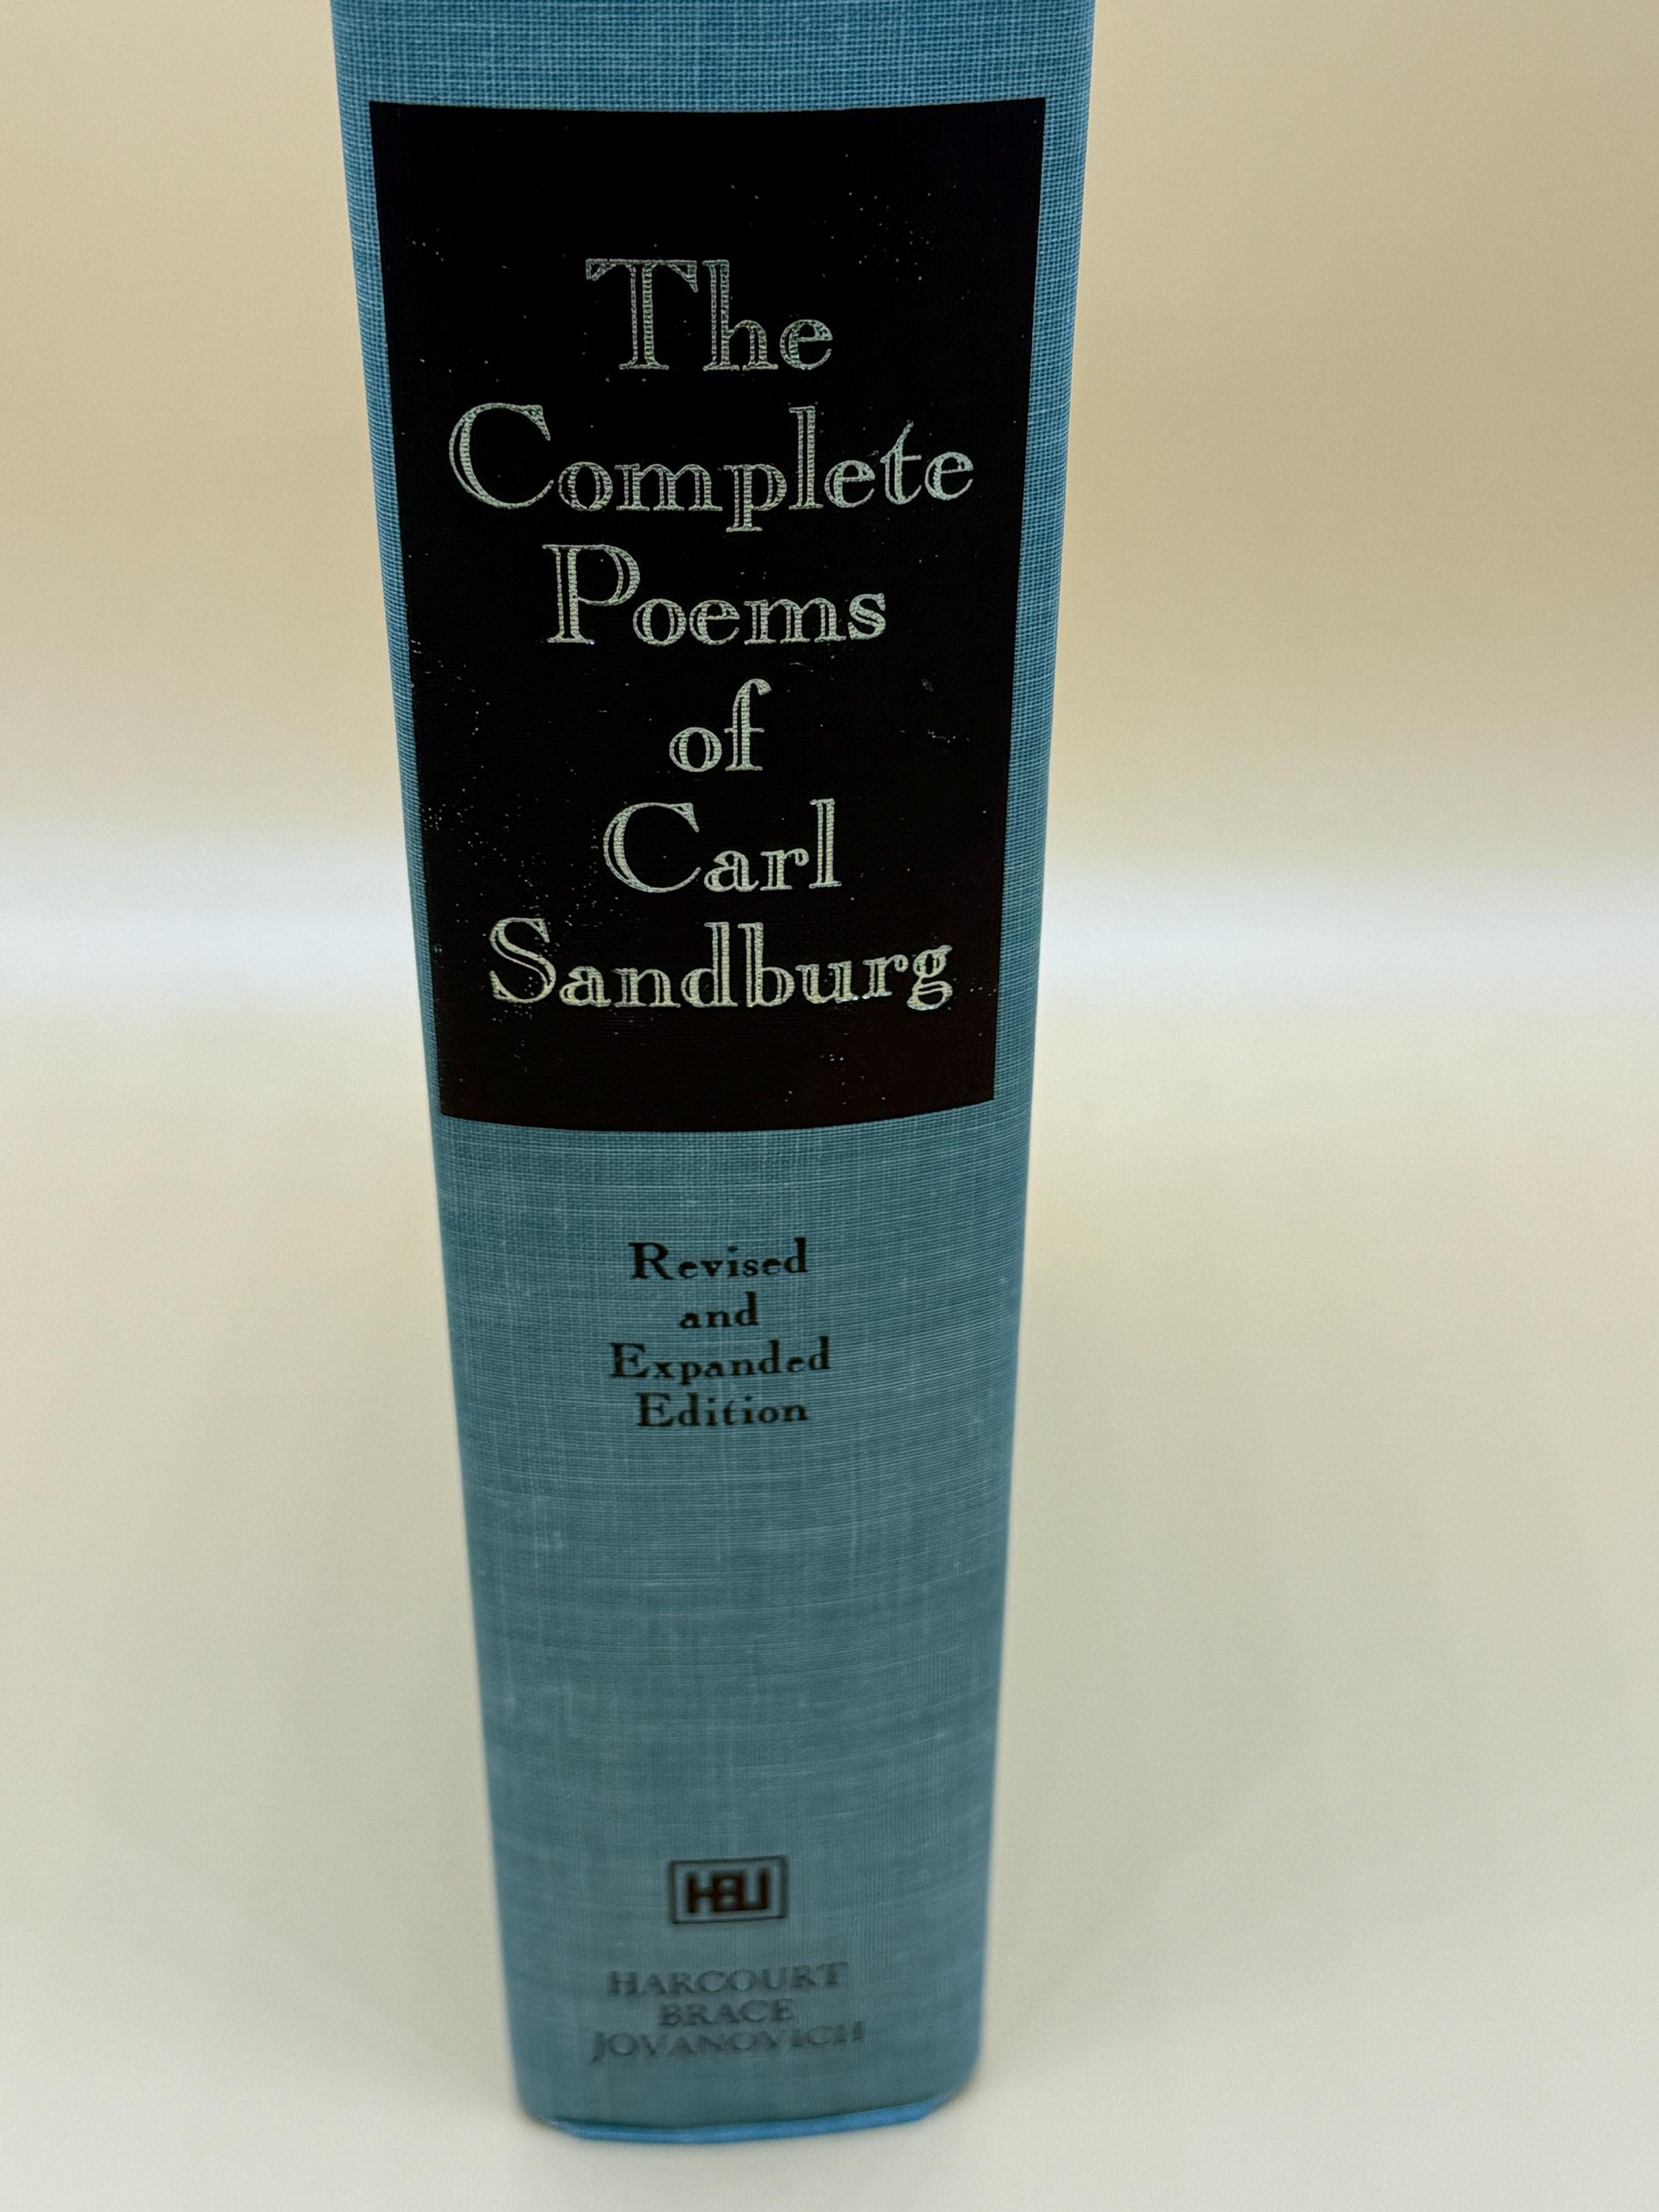 The
Complete
Poems
of
Carl
Sandburg
Revised
and
Expanded
Edition
HBJ
HARCOURT
BRACE
JOVANOVICH